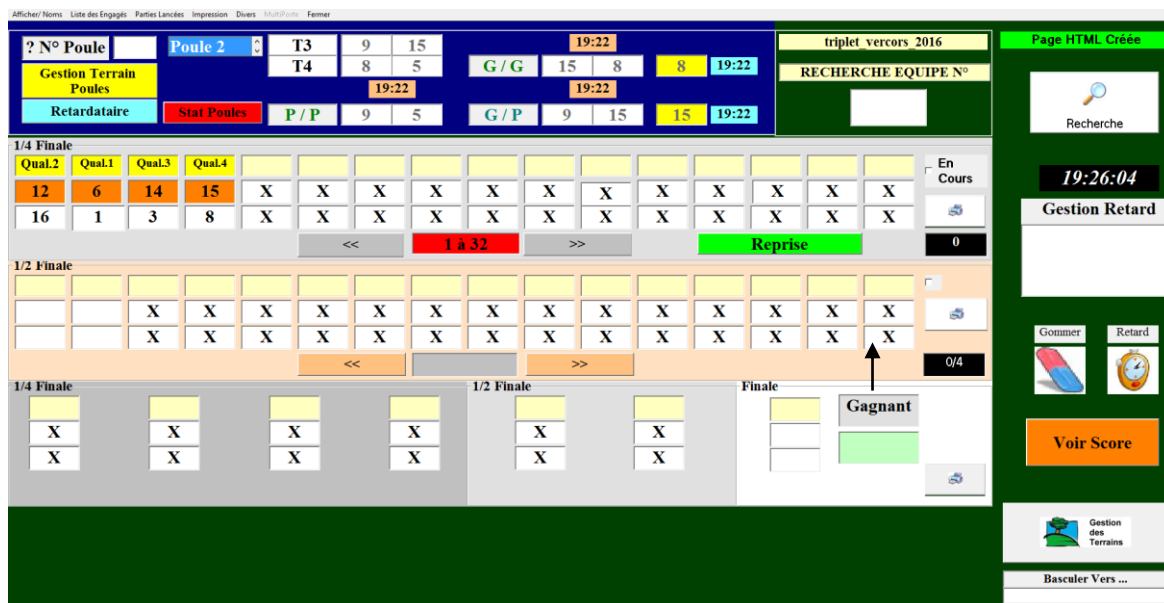 Afficher/ Noms Liste des Engagés Parties Lancées Impression Divers MultiPorte Fermer
? N° Poule Poule 2 T3 9 15 19:22 triplet_vercors_2016 Page HTML Créée
Gestion Terrain Poules T4 8 5 G / G 15 8 8 19:22 RECHERCHE EQUIPE N°
19:22 19:22
Retardataire Stat Poules P / P 9 5 G / P 9 15 15 19:22
Recherche
1/4 Finale
Qual.2 Qual.1 Qual.3 Qual.4 En Cours
12 6 14 15 X X X X X X X X X X X X
16 1 3 8 X X X X X X X X X X X X
<< 1 à 32 >> Reprise 0
19:26:04
Gestion Retard
1/2 Finale
X X X X X X X X X X X X X X
X X X X X X X X X X X X X X
<< >> 0/4
Gommer Retard
1/4 Finale 1/2 Finale Finale
Gagnant
X X X X X X
X X X X X X
Voir Score
Gestion
des
Terrains
Basculer Vers ...